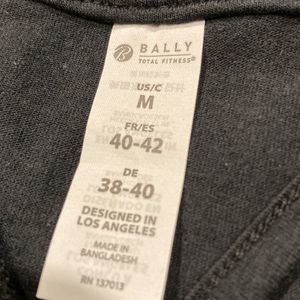 BALLY
TOTAL FITNESS®
US/C
M
FR/ES
40-42
DE
38-40
DESIGNED IN
LOS ANGELES
MADE IN
BANGLADESH
RN 137013